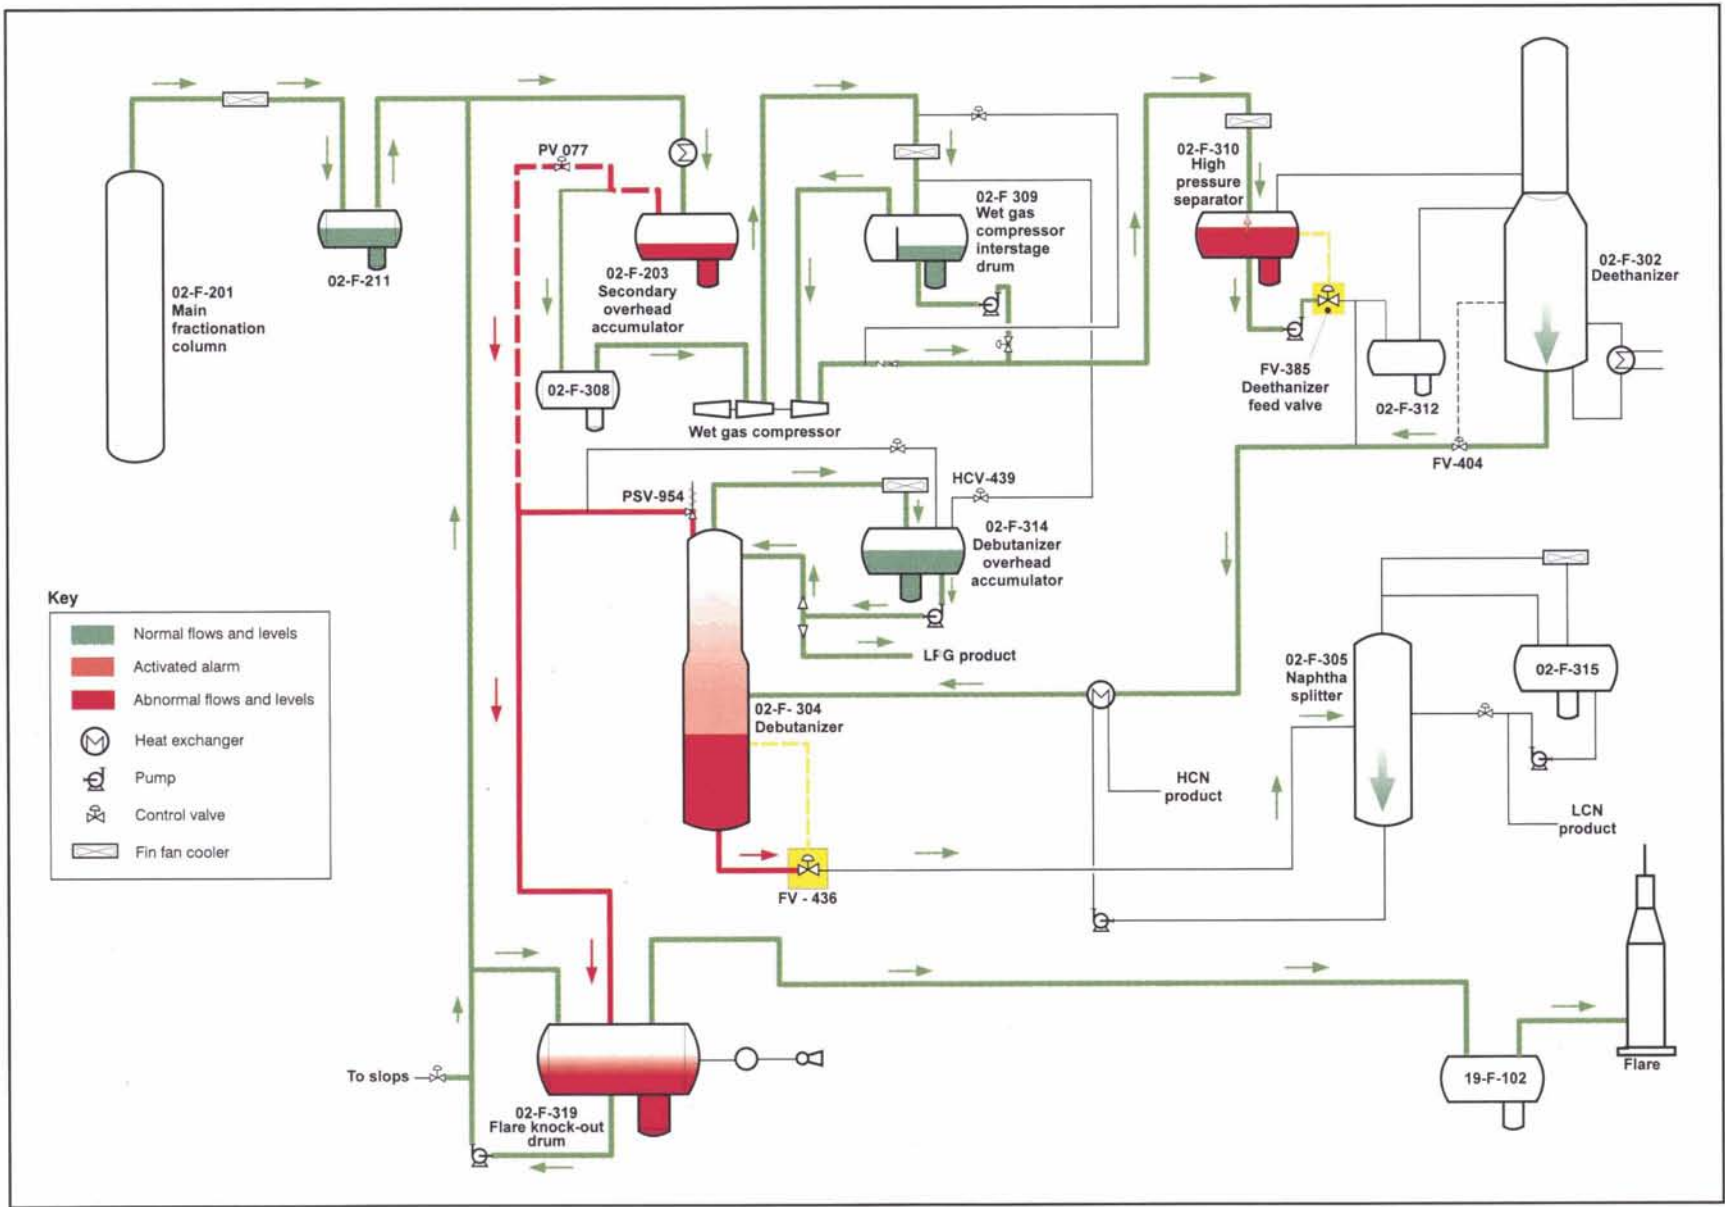 PV 077
02-F-310
High
pressure
separator
02-F-201
Main
fractionation
column
02-F-211
02-F-203
Secondary
overhead
accumulator
02-F 309
Wet gas
compressor
interstage
drum
02-F-302
Deethanizer
02-F-308
Wet gas compressor
FV-385
Deethanizer
feed valve
02-F-312
FV-404
PSV-954
HCV-439
02-F-314
Debutanizer
overhead
accumulator
LPG product
02-F- 304
Debutanizer
FV - 436
02-F-305
Naphtha
splitter
02-F-315
HCN
product
LCN
product
Key
Normal flows and levels
Activated alarm
Abnormal flows and levels
Heat exchanger
Pump
Control valve
Fin fan cooler
To slops
02-F-319
Flare knock-out
drum
19-F-102
Flare